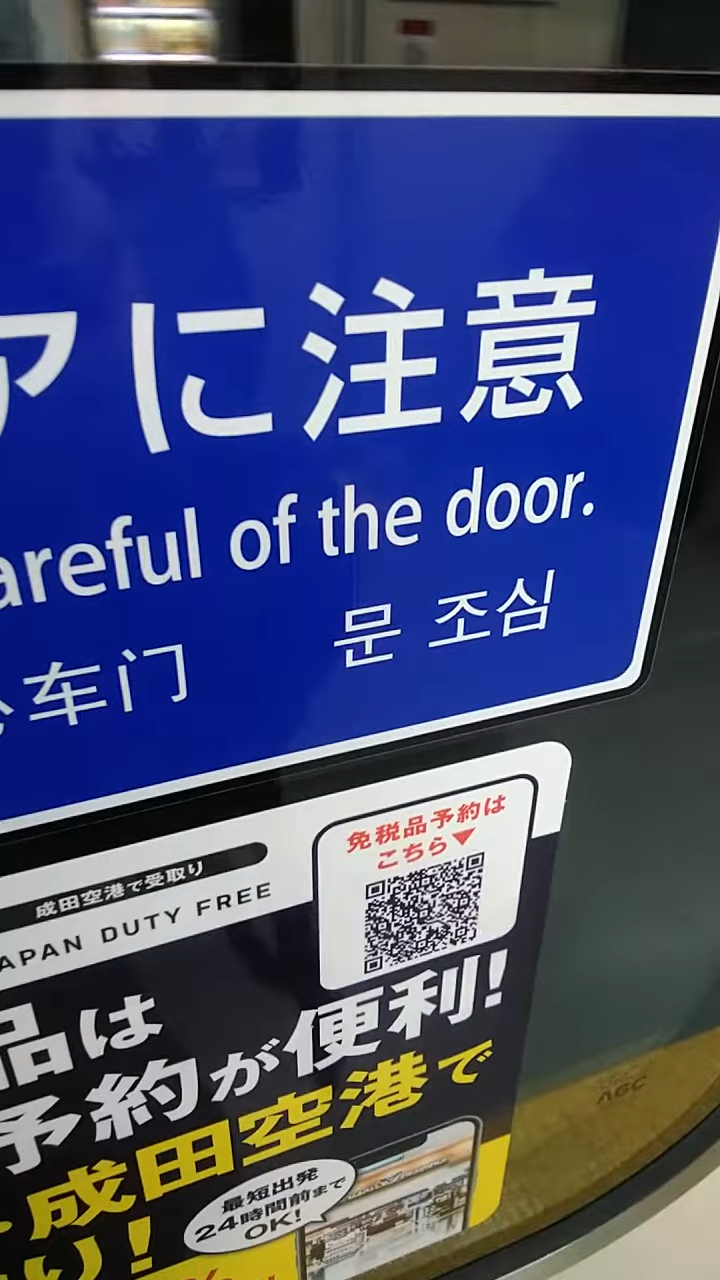 アに注意
areful of the door.
车门 문 조심
免税品予約は
こちら▼
成田空港で受取り
APAN DUTY FREE
品は
予約が便利!
成田空港で
り!
最短出発
24時間前まで
OK!
AGC